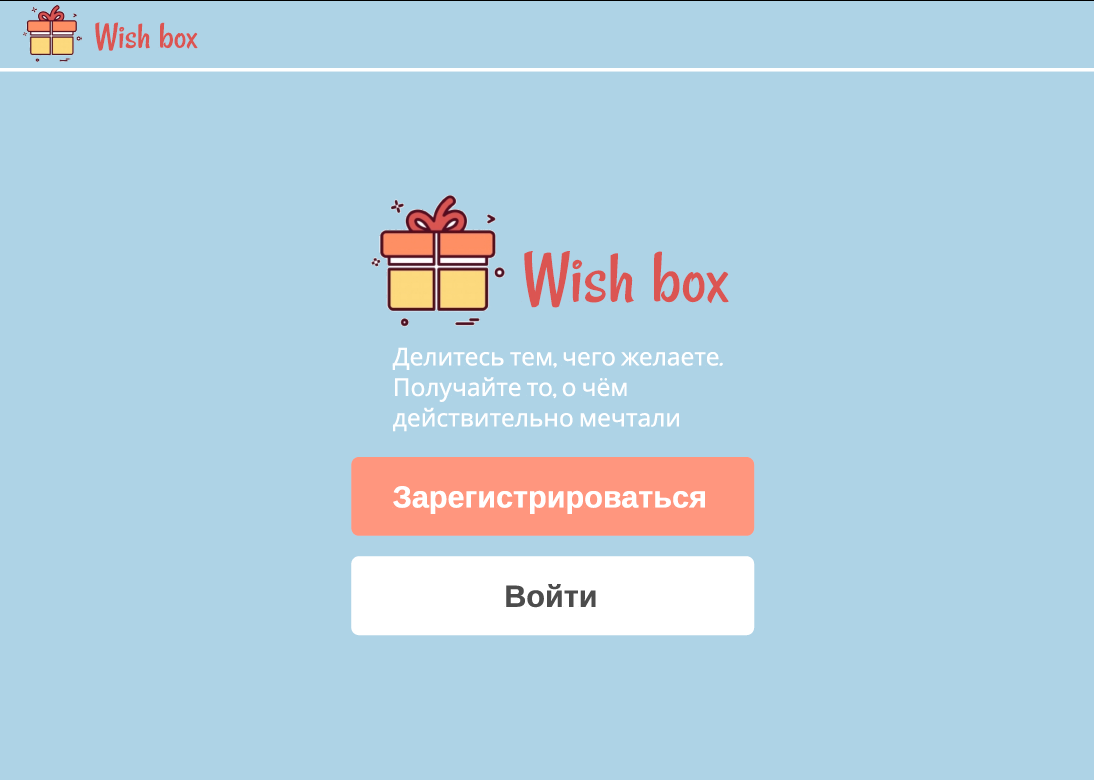 Wish box
Wish box
Делитесь тем, чего желаете.
Получайте то, о чём
действительно мечтали
Зарегистрироваться
Войти